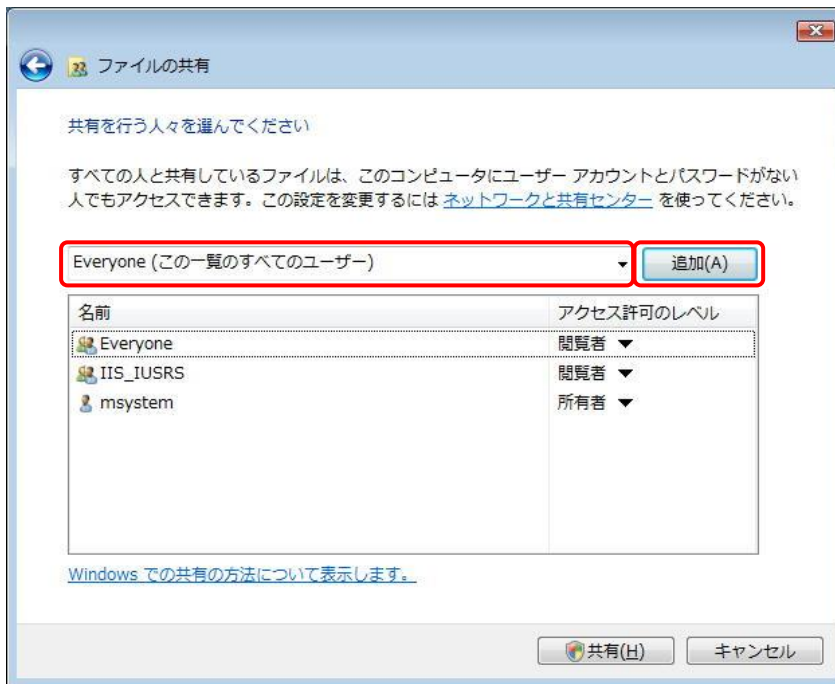 ファイルの共有
共有を行う人々を選んでください
すべての人と共有しているファイルは、このコンピュータにユーザー アカウントとパスワードがない
人でもアクセスできます。この設定を変更するには ネットワークと共有センター を使ってください。
Everyone (この一覧のすべてのユーザー) 追加(A)
名前 アクセス許可のレベル
Everyone 閲覧者
IIS_IUSRS 閲覧者
msystem 所有者
Windows での共有の方法について表示します。
共有(H) キャンセル